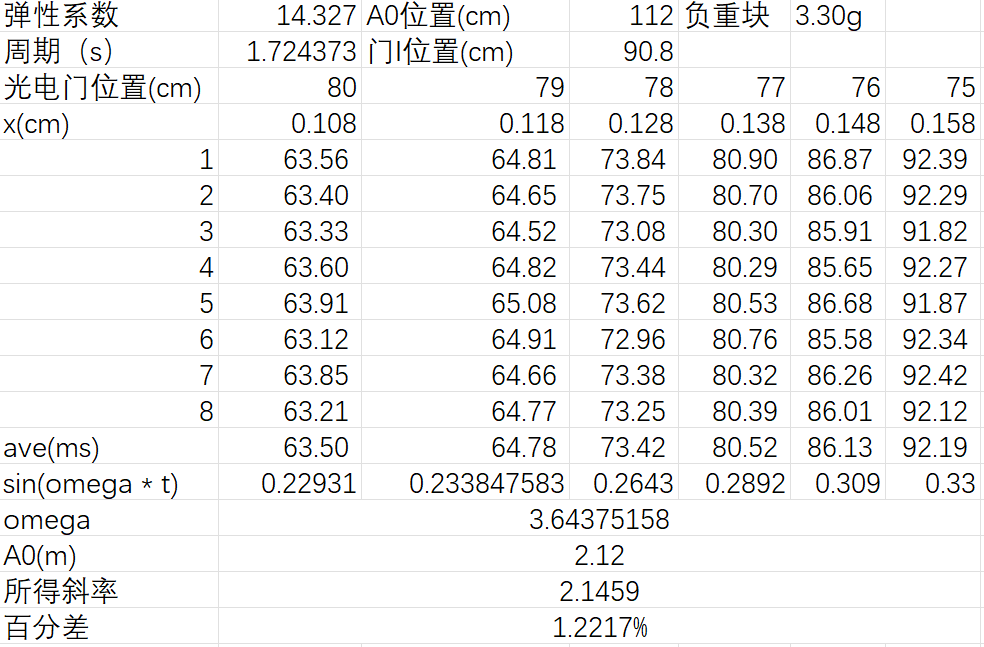 弹性系数 14.327 A0位置(cm) 112 负重块 3.30g
周期（s） 1.724373 门I位置(cm) 90.8
光电门位置(cm) 80 79 78 77 76 75
x(cm) 0.108 0.118 0.128 0.138 0.148 0.158
1 63.56 64.81 73.84 80.90 86.87 92.39
2 63.40 64.65 73.75 80.70 86.06 92.29
3 63.33 64.52 73.08 80.30 85.91 91.82
4 63.60 64.82 73.44 80.29 85.65 92.27
5 63.91 65.08 73.62 80.53 86.68 91.87
6 63.12 64.91 72.96 80.76 85.58 92.34
7 63.85 64.66 73.38 80.32 86.26 92.42
8 63.21 64.77 73.25 80.39 86.01 92.12
ave(ms) 63.50 64.78 73.42 80.52 86.13 92.19
sin(omega * t) 0.22931 0.233847583 0.2643 0.2892 0.309 0.33
omega 3.64375158
A0(m) 2.12
所得斜率 2.1459
百分差 1.2217%